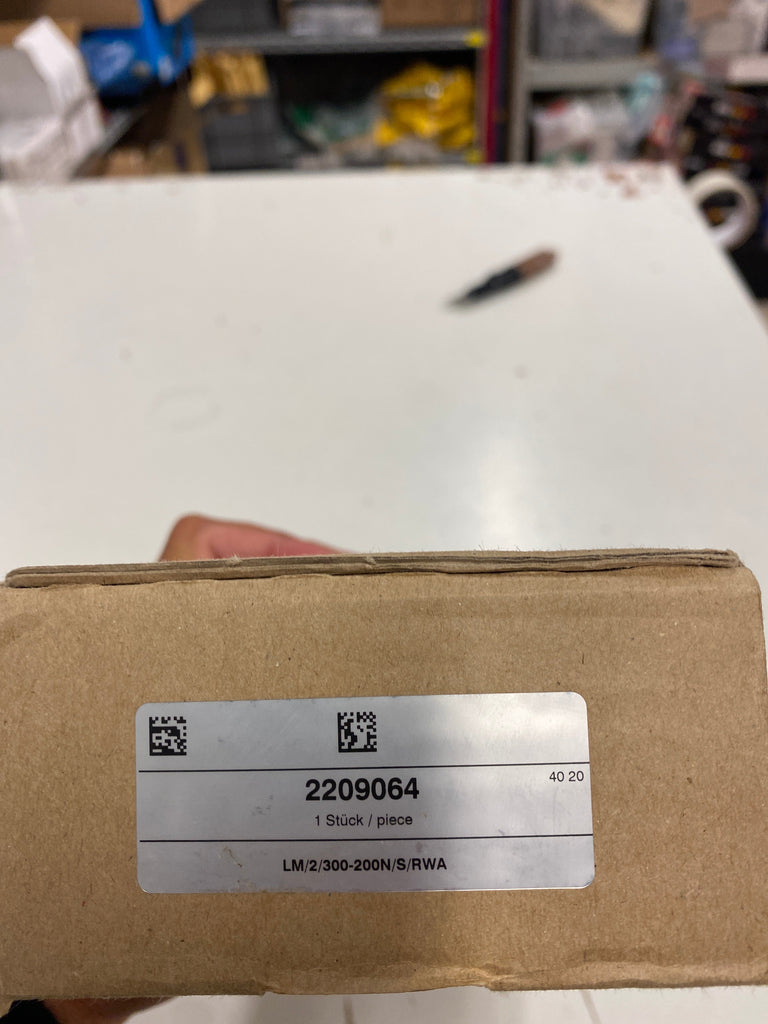 40 20
2209064
1 Stück / piece
LM/2/300-200N/S/RWA